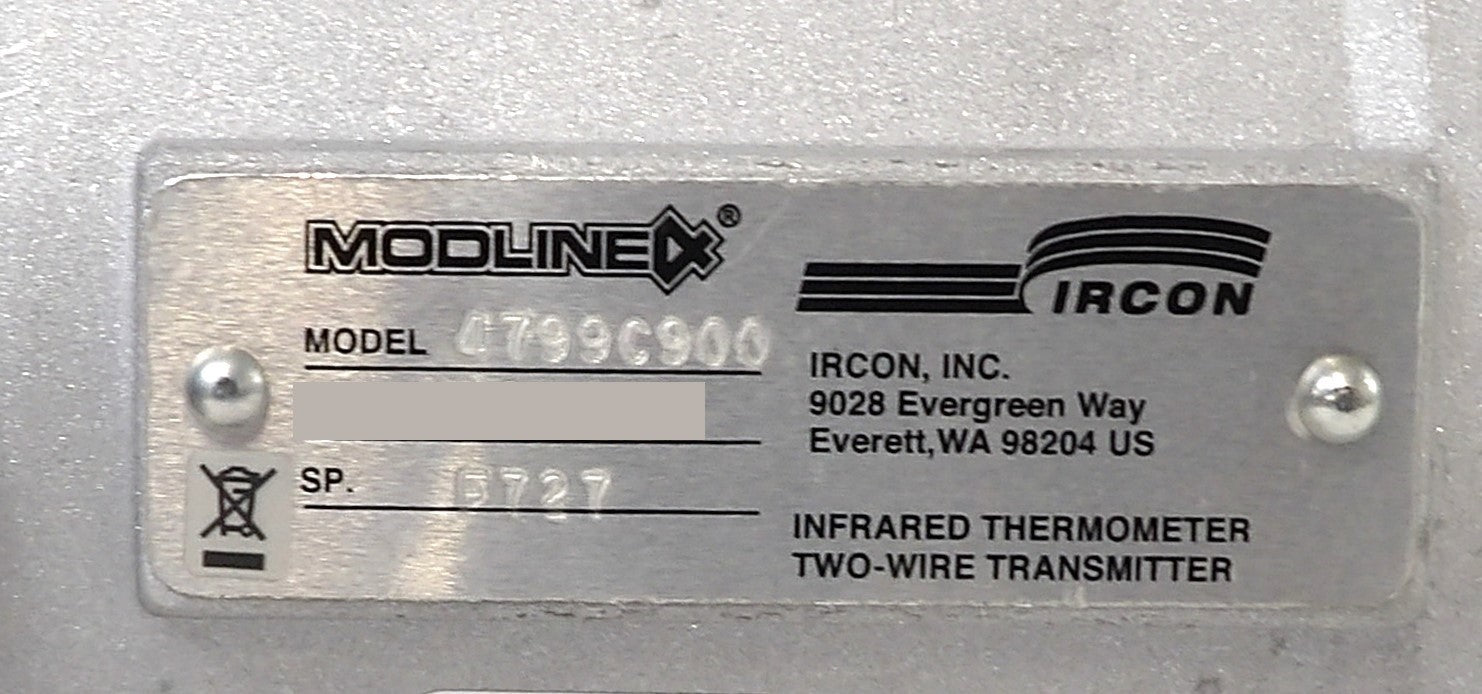 MODLINE 4®
MODEL 4799C900
SP. D727
IRCON
IRCON, INC.
9028 Evergreen Way
Everett, WA 98204 US
INFRARED THERMOMETER
TWO-WIRE TRANSMITTER